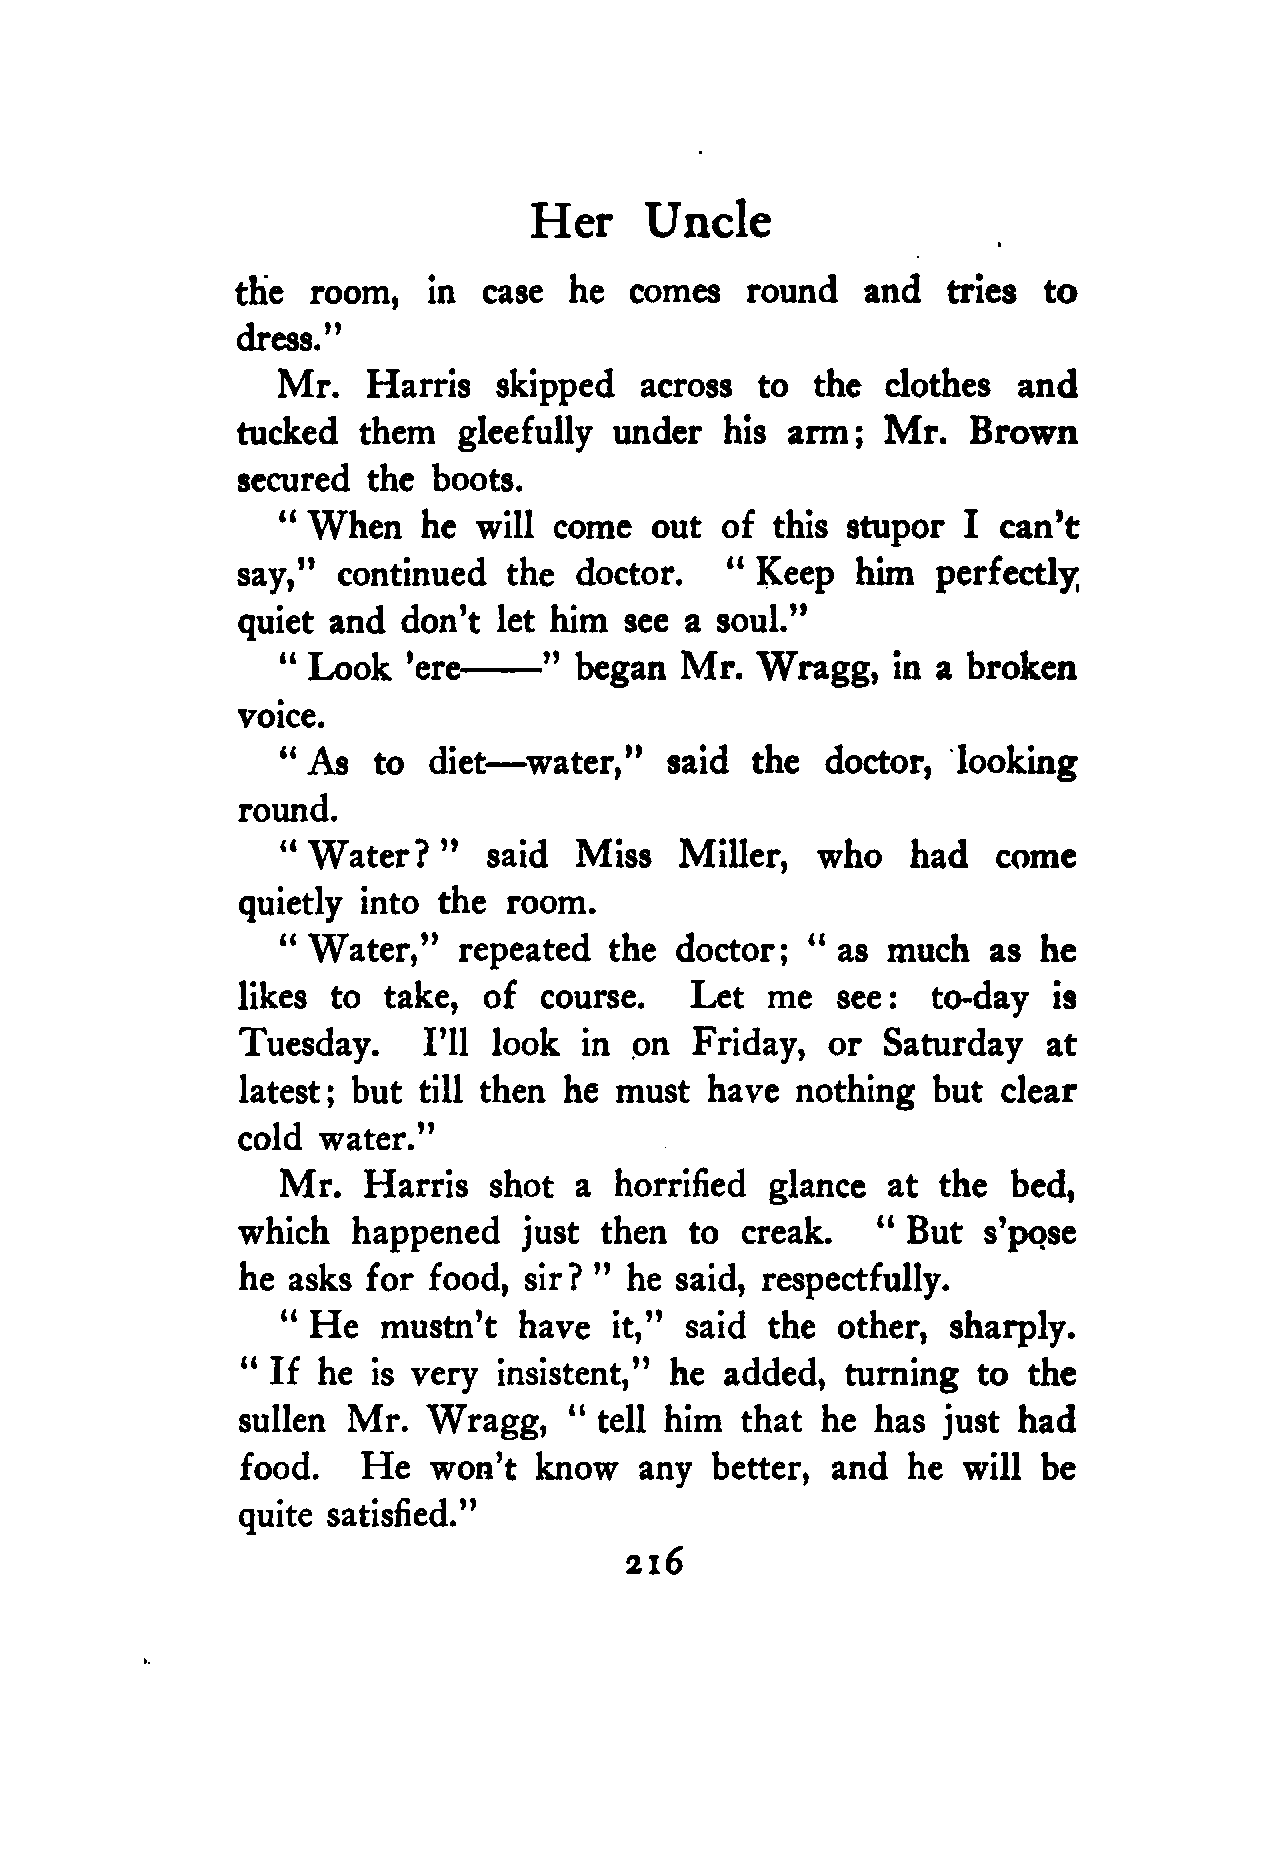 Her Uncle
the room, in case he comes round and tries to
dress."
Mr. Harris skipped across to the clothes and
tucked them gleefully under his arm; Mr. Brown
secured the boots.
" When he will come out of this stupor I can't
say," continued the doctor. " Keep him perfectly
quiet and don't let him see a soul."
" Look 'ere——" began Mr. Wragg, in a broken
voice.
" As to diet—water," said the doctor, looking
round.
" Water? " said Miss Miller, who had come
quietly into the room.
" Water," repeated the doctor; " as much as he
likes to take, of course. Let me see: to-day is
Tuesday. I'll look in on Friday, or Saturday at
latest; but till then he must have nothing but clear
cold water."
Mr. Harris shot a horrified glance at the bed,
which happened just then to creak. " But s'pose
he asks for food, sir? " he said, respectfully.
" He mustn't have it," said the other, sharply.
" If he is very insistent," he added, turning to the
sullen Mr. Wragg, " tell him that he has just had
food. He won't know any better, and he will be
quite satisfied."
216